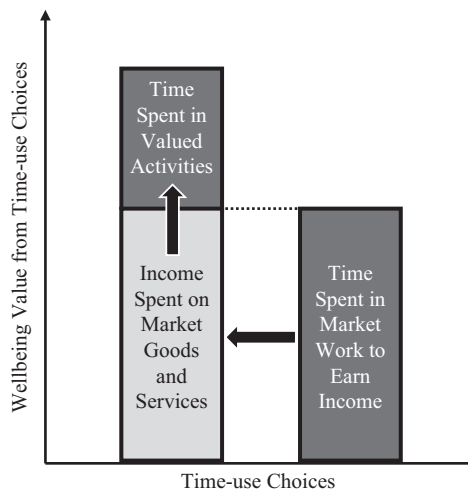 Wellbeing Value from Time-use Choices
Time
Spent in
Valued
Activities
Income
Spent on
Market
Goods
and
Services
Time
Spent in
Market
Work to
Earn
Income
Time-use Choices